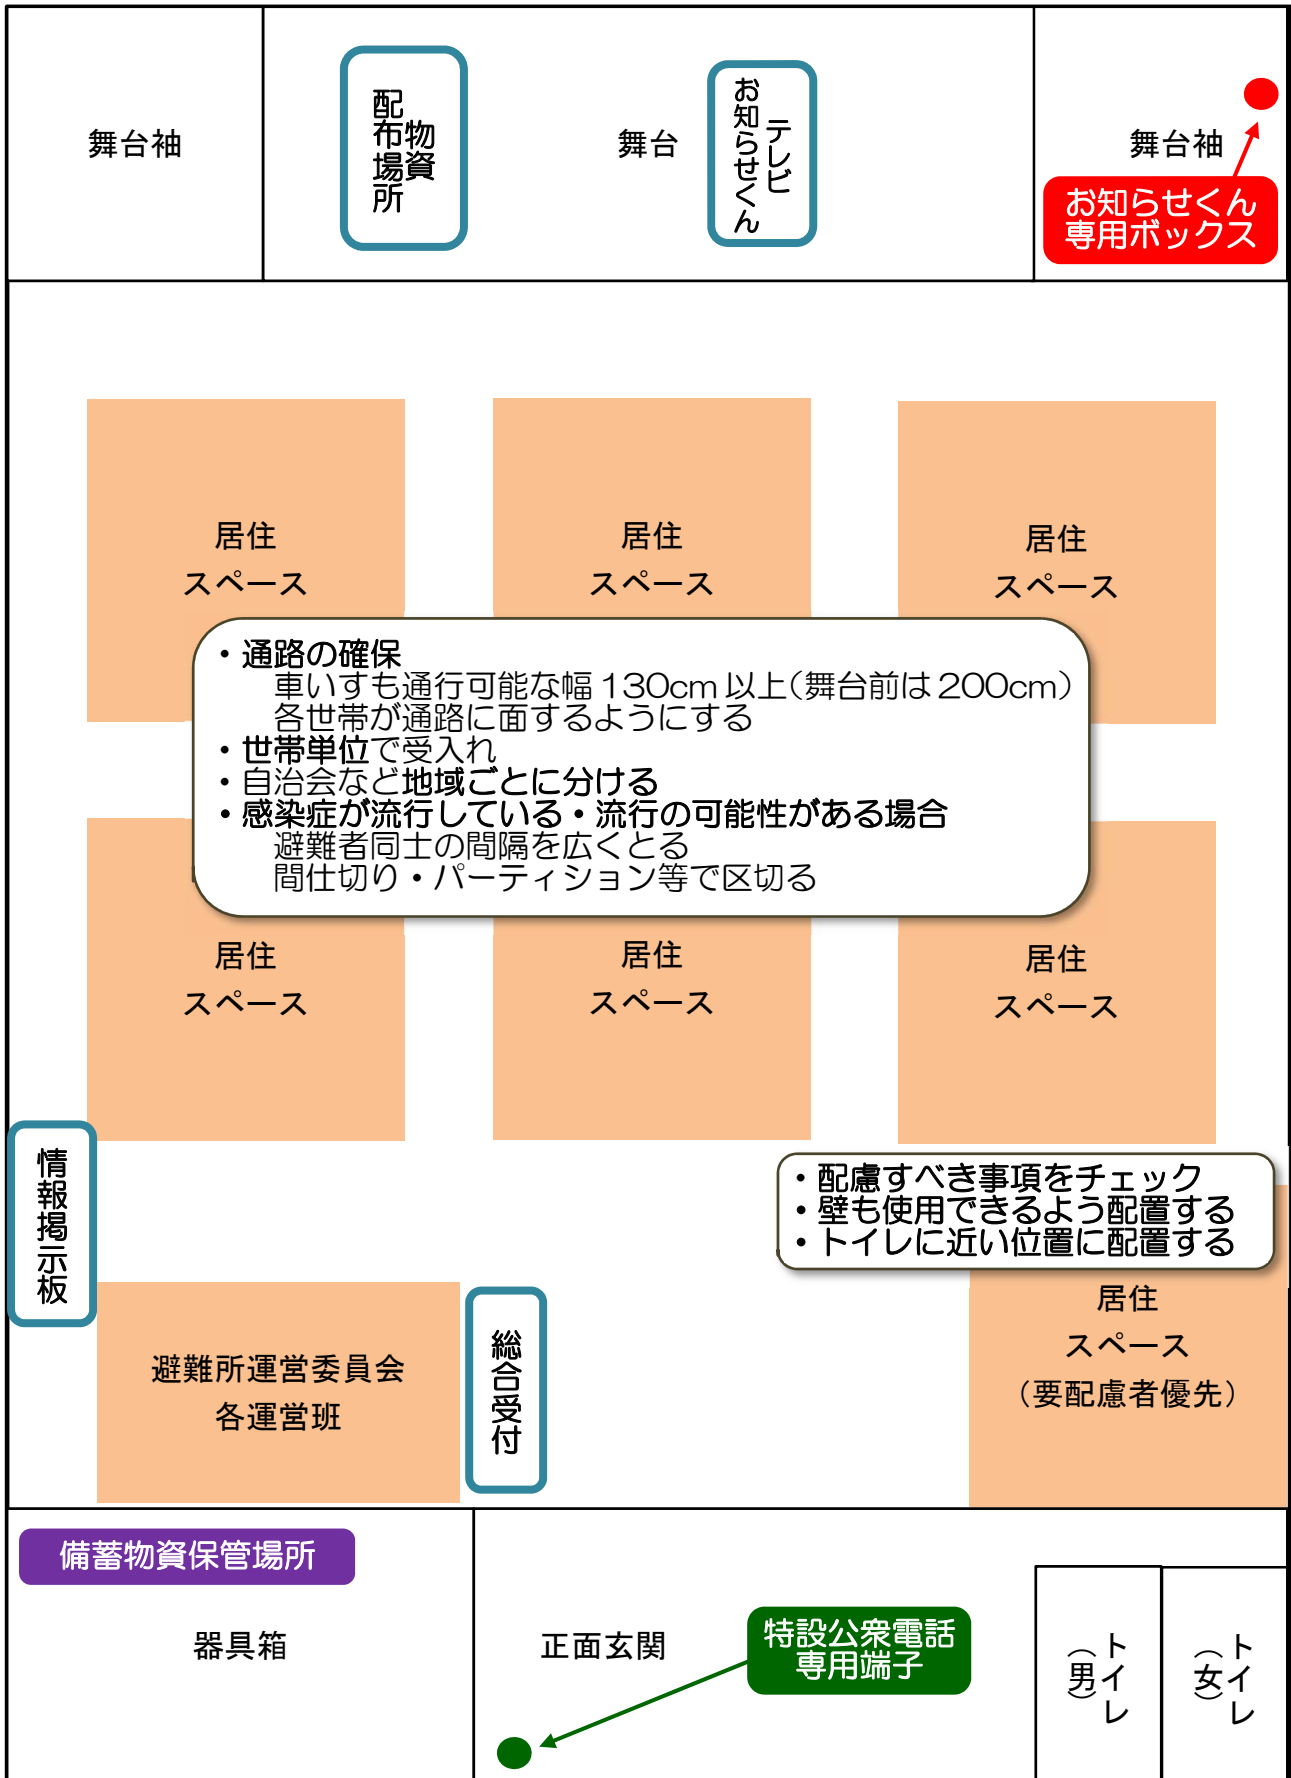 舞台袖
物資
配布場所
舞台
テレビ
お知らせくん
舞台袖
お知らせくん
専用ボックス
居住
スペース
居住
スペース
居住
スペース
・通路の確保
車いすも通行可能な幅130cm以上(舞台前は200cm)
各世帯が通路に面するようにする
・世帯単位で受入れ
・自治会など地域ごとに分ける
・感染症が流行している・流行の可能性がある場合
避難者同士の間隔を広くとる
間仕切り・パーティション等で区切る
居住
スペース
居住
スペース
居住
スペース
情報掲示板
・配慮すべき事項をチェック
・壁も使用できるよう配置する
・トイレに近い位置に配置する
避難所運営委員会
各運営班
総合受付
居住
スペース
（要配慮者優先）
備蓄物資保管場所
器具箱
正面玄関
特設公衆電話
専用端子
トイレ
（男）
トイレ
（女）